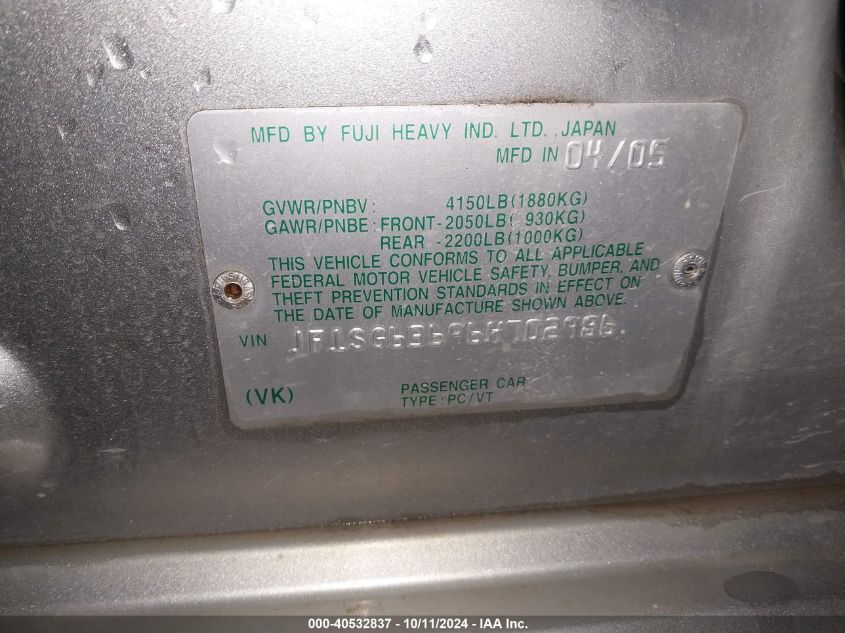 MFD BY FUJI HEAVY IND. LTD. JAPAN
MFD IN 04/05
GVWR/PNBV: 4150LB(1880KG)
GAWR/PNBE: FRONT-2050LB( 930KG)
REAR -2200LB(1000KG)
THIS VEHICLE CONFORMS TO ALL APPLICABLE
FEDERAL MOTOR VEHICLE SAFETY, BUMPER, AND
THEFT PREVENTION STANDARDS IN EFFECT ON
THE DATE OF MANUFACTURE SHOWN ABOVE.
VIN
(VK)
PASSENGER CAR
TYPE: PC/VT
000-40532837 - 10/11/2024 - IAA Inc.